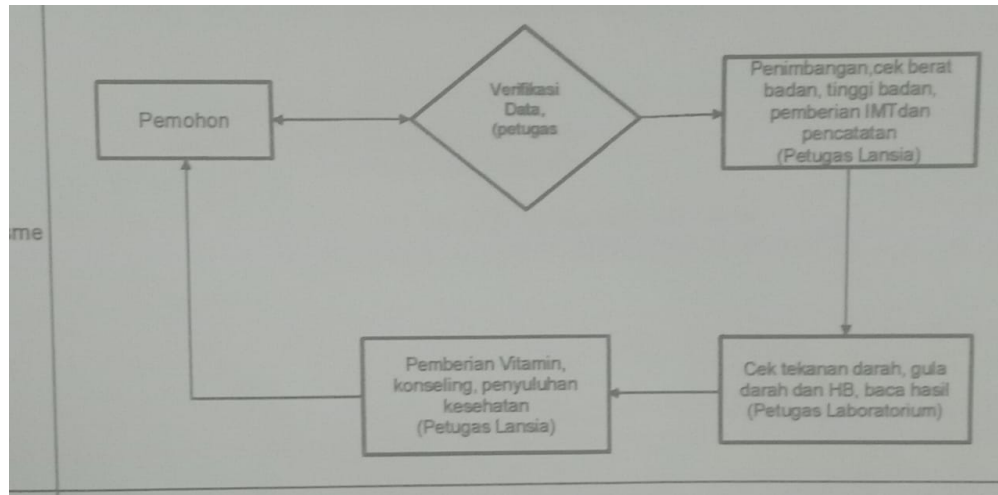 Pemohon
Verifikasi
Data,
(petugas
Penimbangan,cek berat
badan, tinggi badan,
pemberian IMTdan
pencatatan
(Petugas Lansia)
sme
Pemberian Vitamin,
konseling, penyuluhan
kesehatan
(Petugas Lansia)
Cek tekanan darah, gula
darah dan HB, baca hasil
(Petugas Laboratorium)